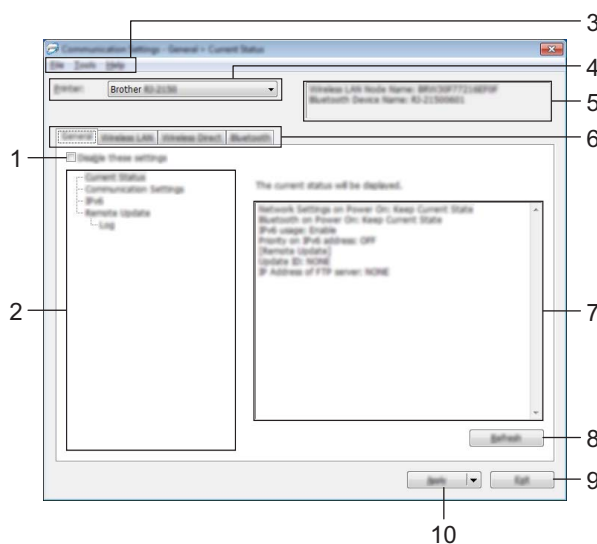 3
Communication Settings - General > Current Status
File Tools Help
4
Printer: Brother RJ-2150
Wireless LAN Node Name:
Bluetooth Device Name:
5
General Wireless LAN Wireless Direct Bluetooth
6
1
Disable these settings
Current Status
Communication Settings
IPv6
Remote Update
Log
The current status will be displayed.
Network Settings on Power On: Keep Current State
Bluetooth on Power On: Keep Current State
IPv6 usage: Enable
Priority on IPv6 address: OFF
[Remote Update]
Update ID: NONE
IP Address of FTP server: NONE
2
7
Refresh
8
Apply
Exit
9
10